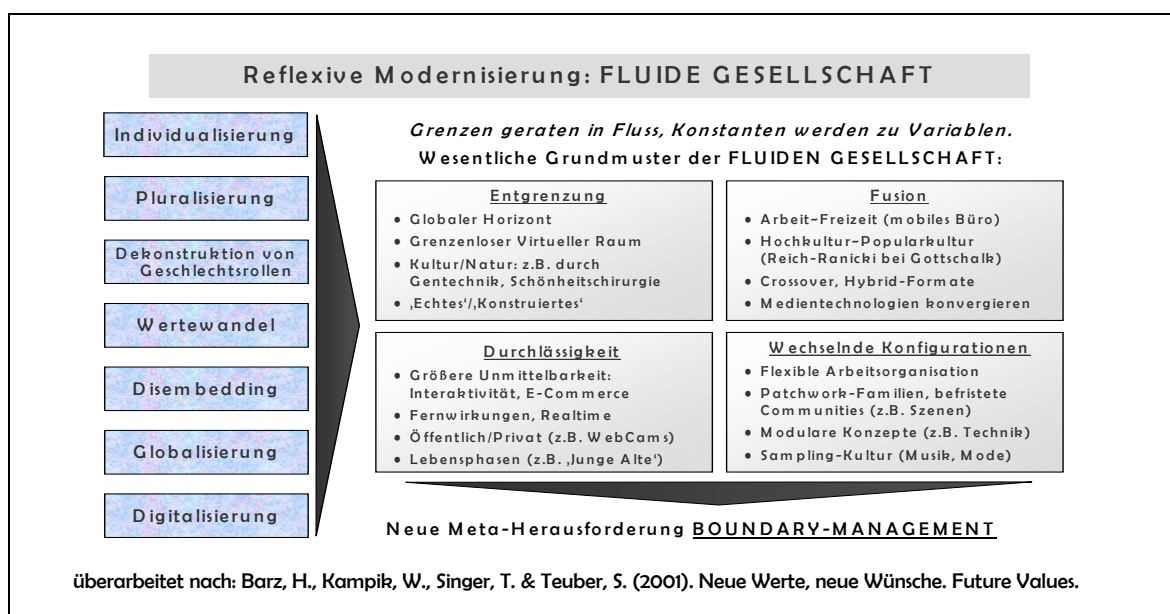 Reflexive Modernisierung: FLUIDE GESELLSCHAFT
Individualisierung
Pluralisierung
Dekonstruktion von
Geschlechtsrollen
Wertewandel
Disembedding
Globalisierung
Digitalisierung
Grenzen geraten in Fluss, Konstanten werden zu Variablen.
Wesentliche Grundmuster der FLUIDEN GESELLSCHAFT:
Entgrenzung
• Globaler Horizont
• Grenzenloser Virtueller Raum
• Kultur/Natur: z.B. durch
Gentechnik, Schönheitschirurgie
• ‚Echtes‘/‚Konstruiertes‘
Fusion
• Arbeit~Freizeit (mobiles Büro)
• Hochkultur~Popularkultur
(Reich-Ranicki bei Gottschalk)
• Crossover, Hybrid-Formate
• Medientechnologien konvergieren
Durchlässigkeit
• Größere Unmittelbarkeit:
Interaktivität, E-Commerce
• Fernwirkungen, Realtime
• Öffentlich/Privat (z.B. WebCams)
• Lebensphasen (z.B. ‚Junge Alte‘)
Wechselnde Konfigurationen
• Flexible Arbeitsorganisation
• Patchwork-Familien, befristete
Communities (z.B. Szenen)
• Modulare Konzepte (z.B. Technik)
• Sampling-Kultur (Musik, Mode)
Neue Meta-Herausforderung BOUNDARY-MANAGEMENT
überarbeitet nach: Barz, H., Kampik, W., Singer, T. & Teuber, S. (2001). Neue Werte, neue Wünsche. Future Values.